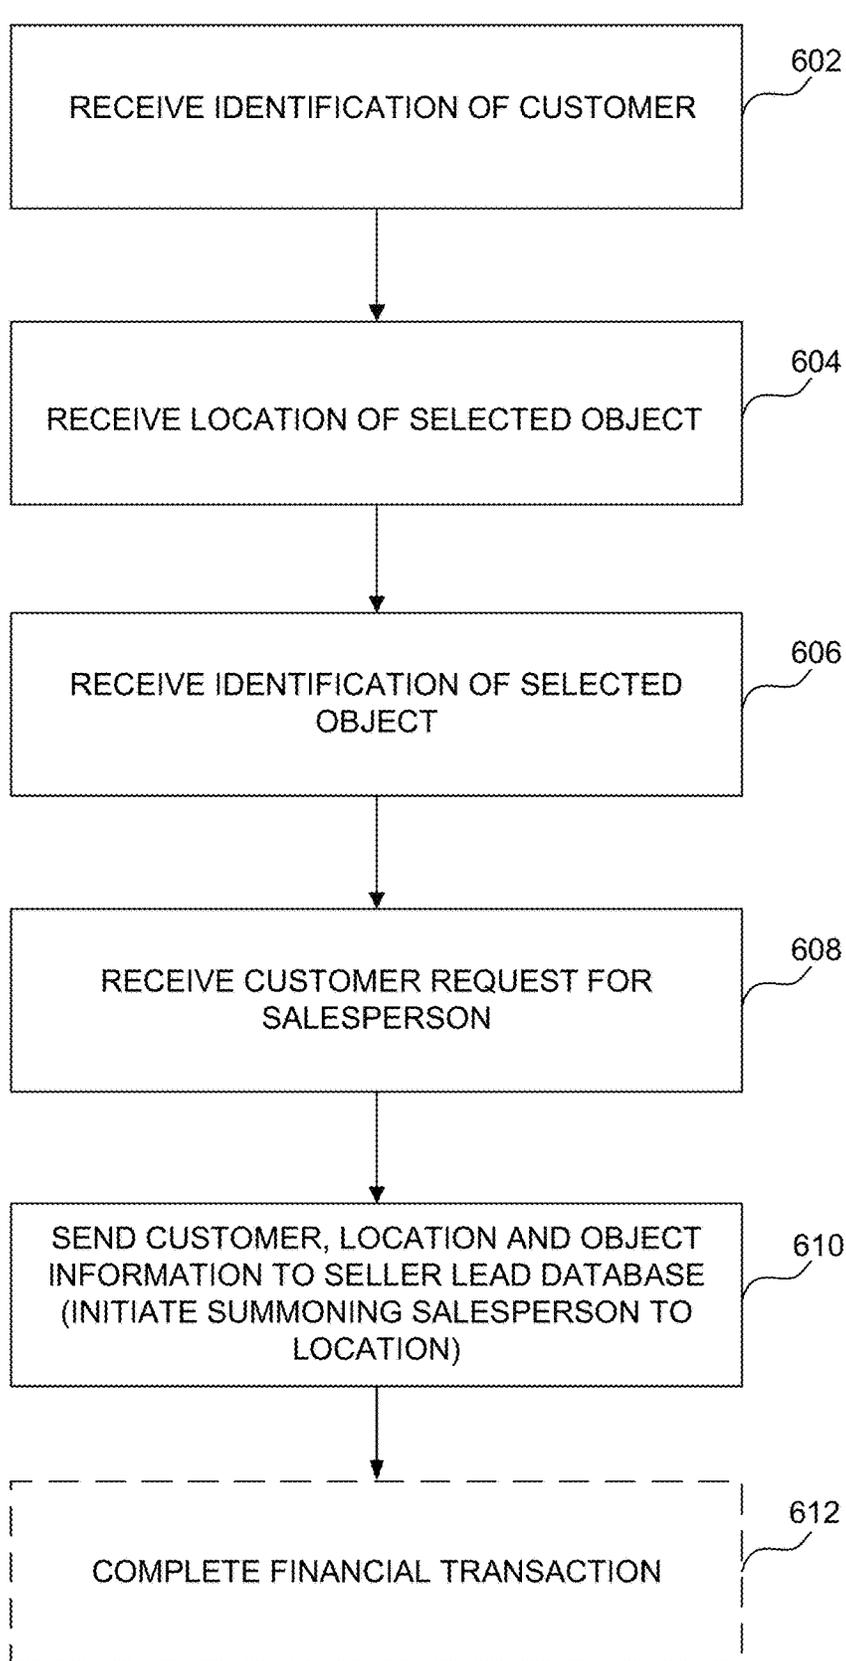 602
RECEIVE IDENTIFICATION OF CUSTOMER
604
RECEIVE LOCATION OF SELECTED OBJECT
606
RECEIVE IDENTIFICATION OF SELECTED
OBJECT
608
RECEIVE CUSTOMER REQUEST FOR
SALESPERSON
610
SEND CUSTOMER, LOCATION AND OBJECT
INFORMATION TO SELLER LEAD DATABASE
(INITIATE SUMMONING SALESPERSON TO
LOCATION)
612
COMPLETE FINANCIAL TRANSACTION